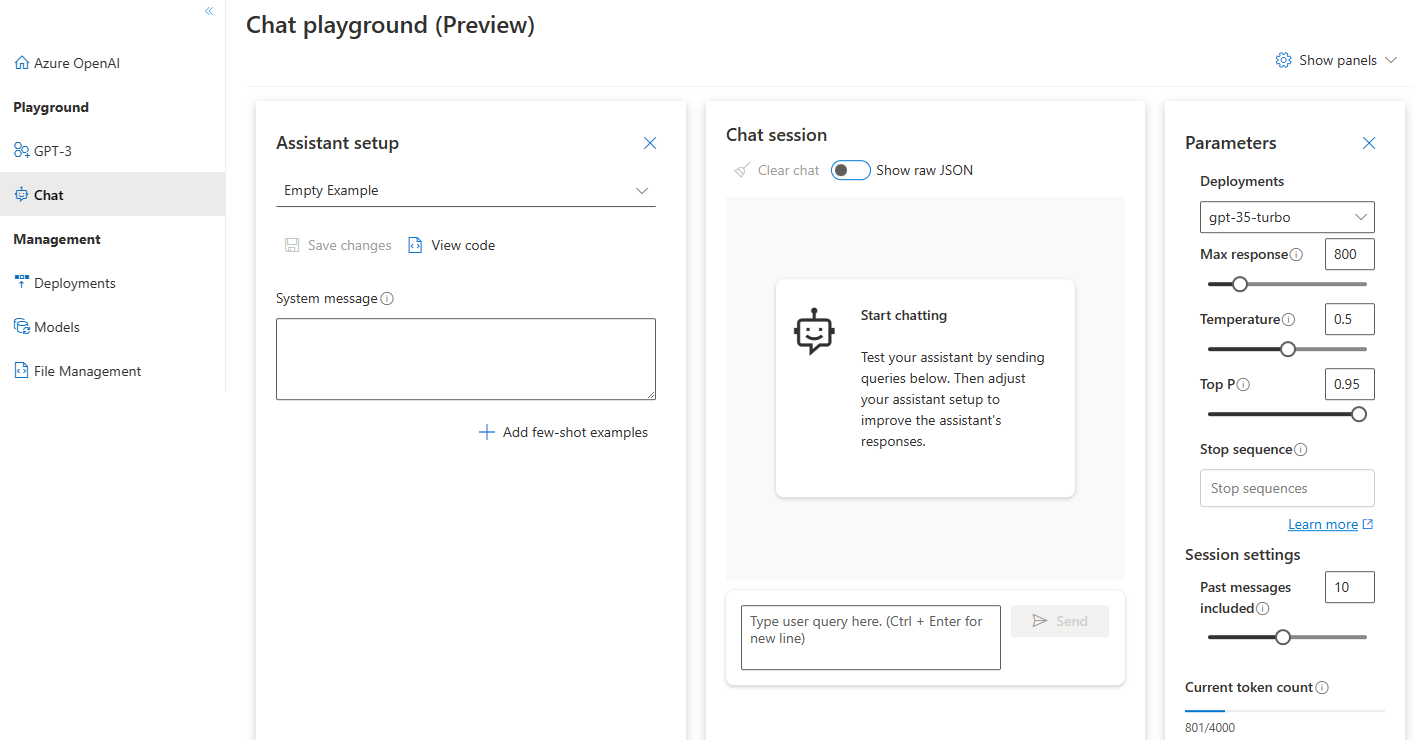 Azure OpenAI
Playground
GPT-3
Chat
Management
Deployments
Models
File Management
Chat playground (Preview)
Show panels
Assistant setup
Empty Example
Save changes
View code
System message
Add few-shot examples
Chat session
Clear chat
Show raw JSON
Start chatting
Test your assistant by sending
queries below. Then adjust
your assistant setup to
improve the assistant's
responses.
Type user query here. (Ctrl + Enter for
new line)
Send
Parameters
Deployments
gpt-35-turbo
Max response 800
Temperature 0.5
Top P 0.95
Stop sequence
Stop sequences
Learn more
Session settings
Past messages 10
included
Current token count
801/4000